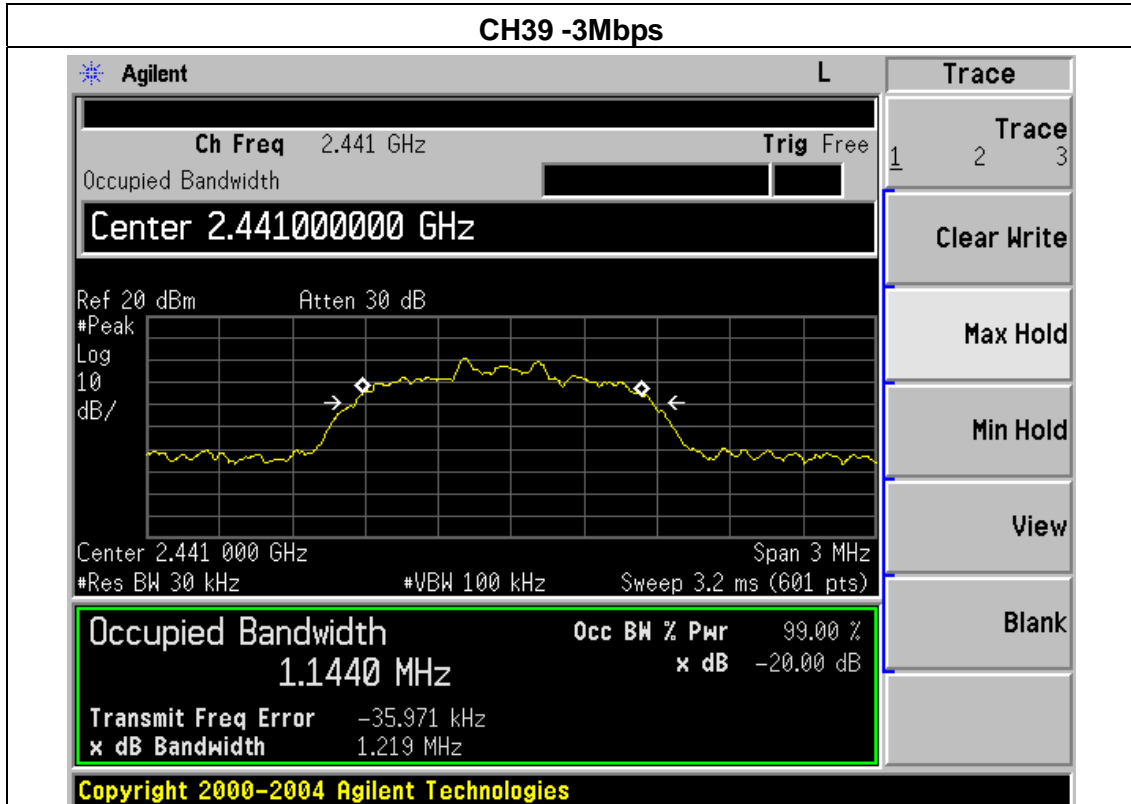 CH39 -3Mbps
Agilent L Trace
Ch Freq 2.441 GHz Trig Free
Trace
1 2 3
Occupied Bandwidth
Center 2.441000000 GHz
Clear Write
Ref 20 dBm Atten 30 dB
#Peak
Log
10
dB/
Max Hold
Min Hold
View
Center 2.441 000 GHz Span 3 MHz
#Res BW 30 kHz #VBW 100 kHz Sweep 3.2 ms (601 pts)
Blank
Occupied Bandwidth Occ BW % Pwr 99.00 %
1.1440 MHz x dB -20.00 dB
Transmit Freq Error -35.971 kHz
x dB Bandwidth 1.219 MHz
Copyright 2000-2004 Agilent Technologies